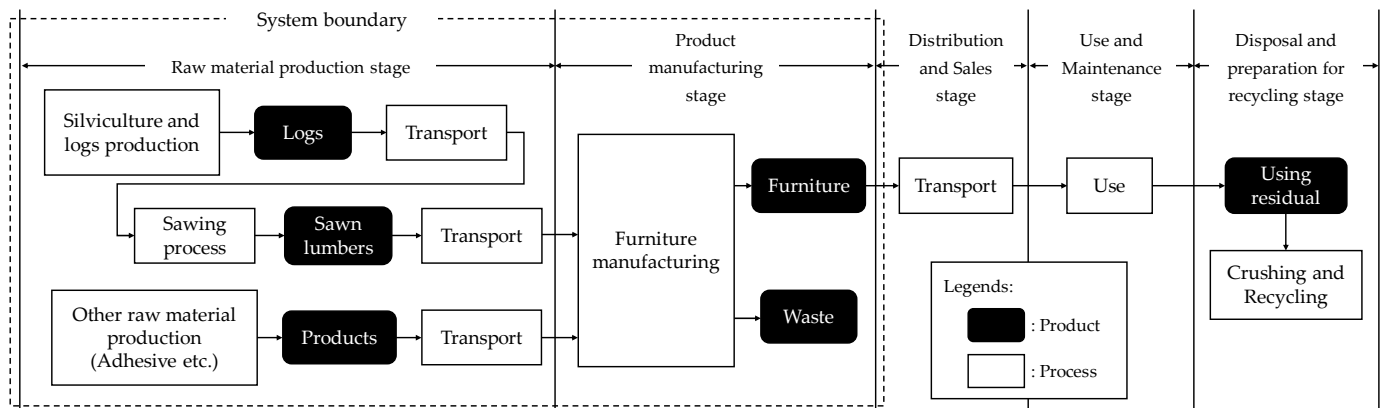 System boundary
Raw material production stage
Product
manufacturing
stage
Distribution
and Sales
stage
Use and
Maintenance
stage
Disposal and
preparation for
recycling stage
Silviculture and
logs production
Logs
Transport
Sawing
process
Sawn
lumbers
Transport
Other raw material
production
(Adhesive etc.)
Products
Transport
Furniture
manufacturing
Furniture
Waste
Transport
Use
Using
residual
Crushing and
Recycling
Legends:
: Product
: Process